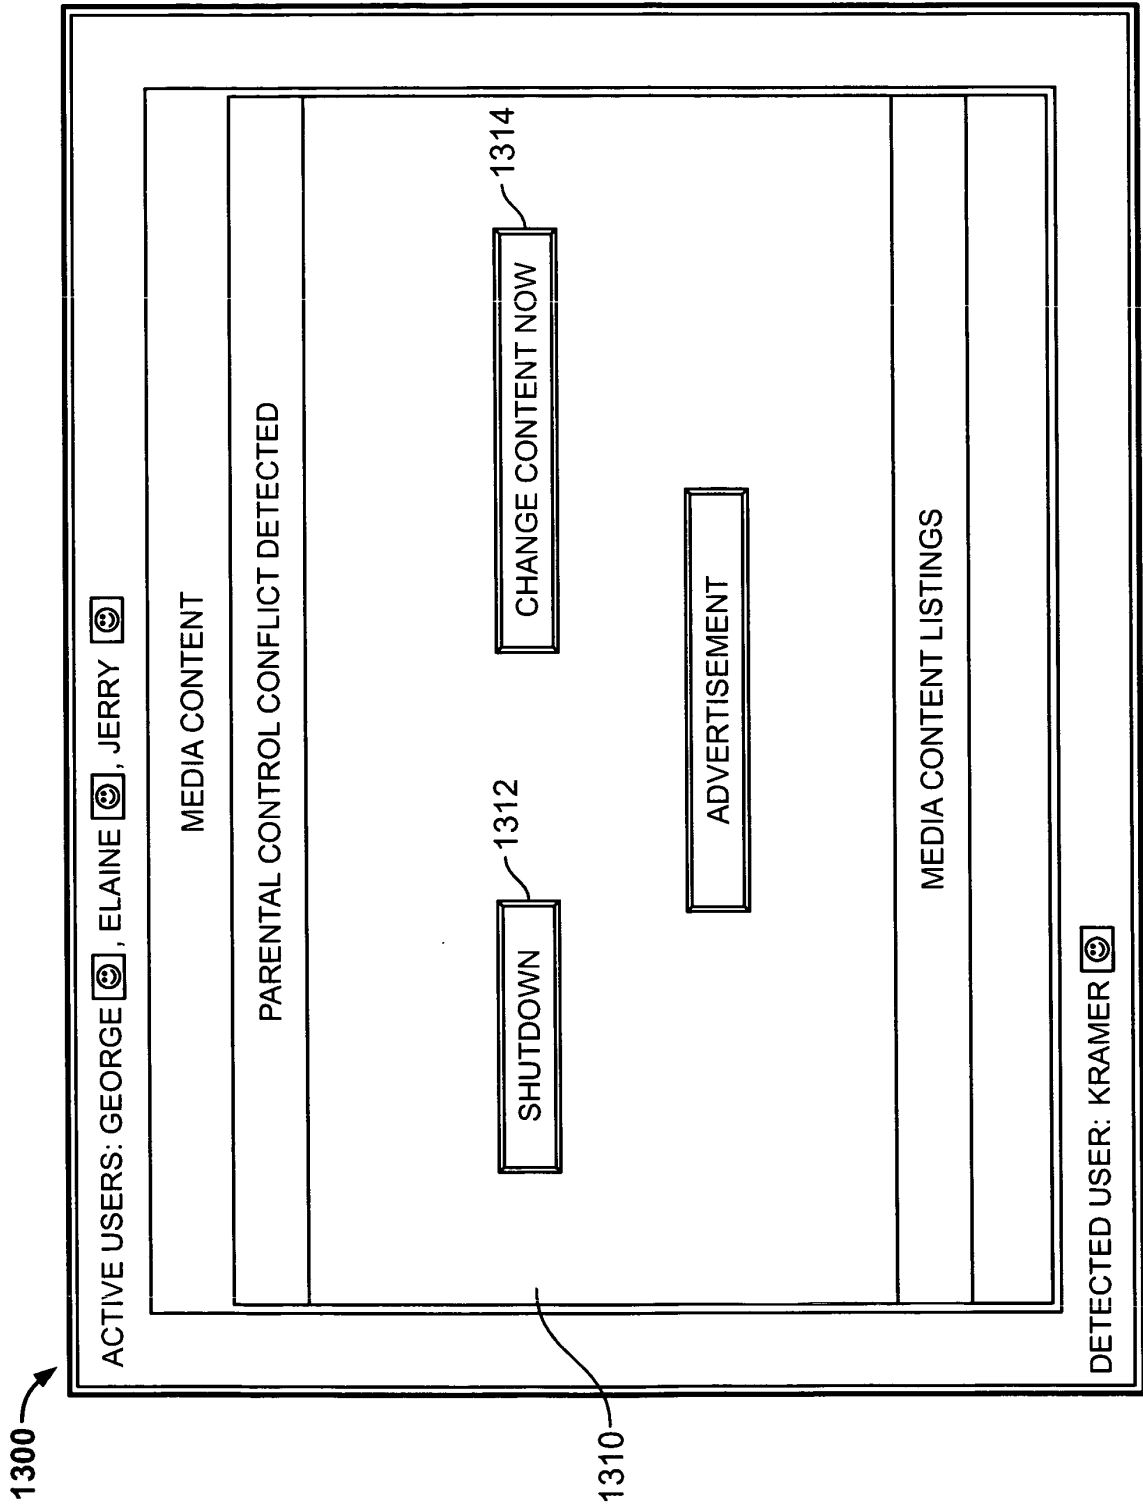 1300
ACTIVE USERS: GEORGE , ELAINE , JERRY
MEDIA CONTENT
PARENTAL CONTROL CONFLICT DETECTED
1312
1314
SHUTDOWN
CHANGE CONTENT NOW
ADVERTISEMENT
1310
MEDIA CONTENT LISTINGS
DETECTED USER: KRAMER